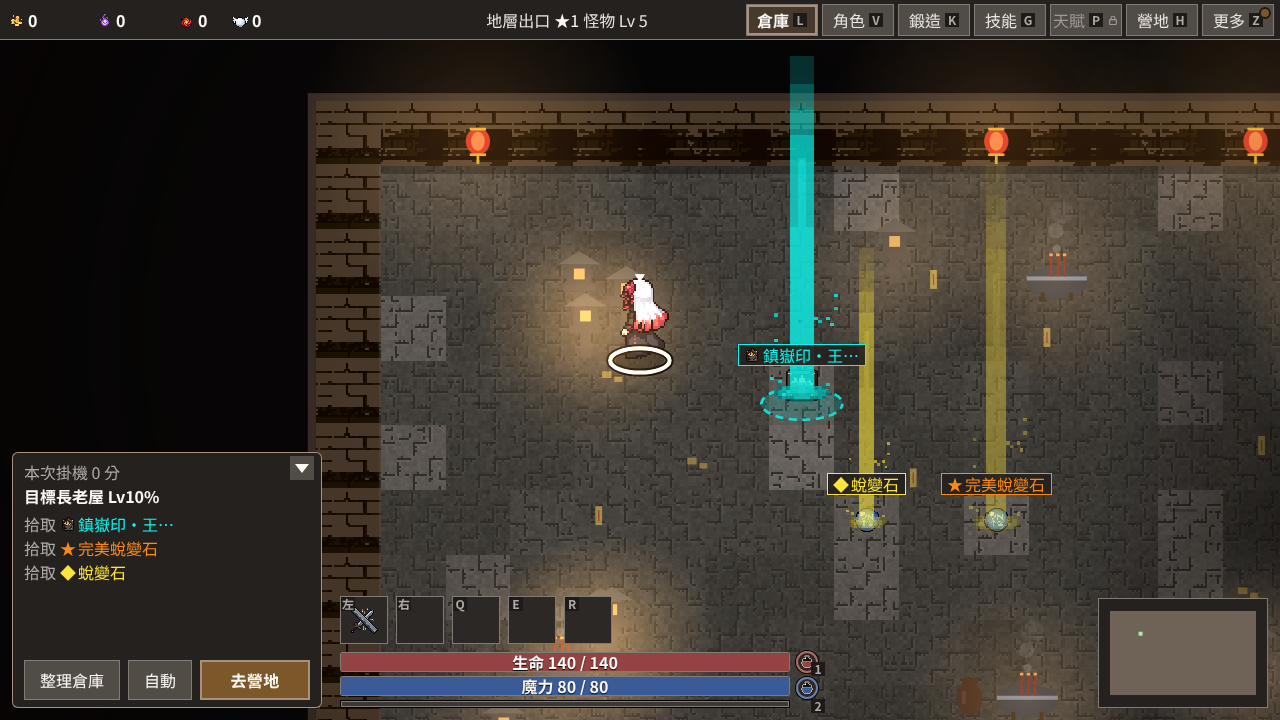 0 0 0 0
地層出口 ★1 怪物 Lv 5
倉庫 L 角色 V 鍛造 K 技能 G 天賦 P 營地 H 更多 Z
鎮嶽印・王…
蛻變石
★完美蛻變石
本次掛機 0 分
目標長老屋 Lv10%
拾取 鎮嶽印・王…
拾取 ★完美蛻變石
拾取 蛻變石
整理倉庫 自動 去營地
左 右 Q E R
生命 140 / 140 1
魔力 80 / 80 2